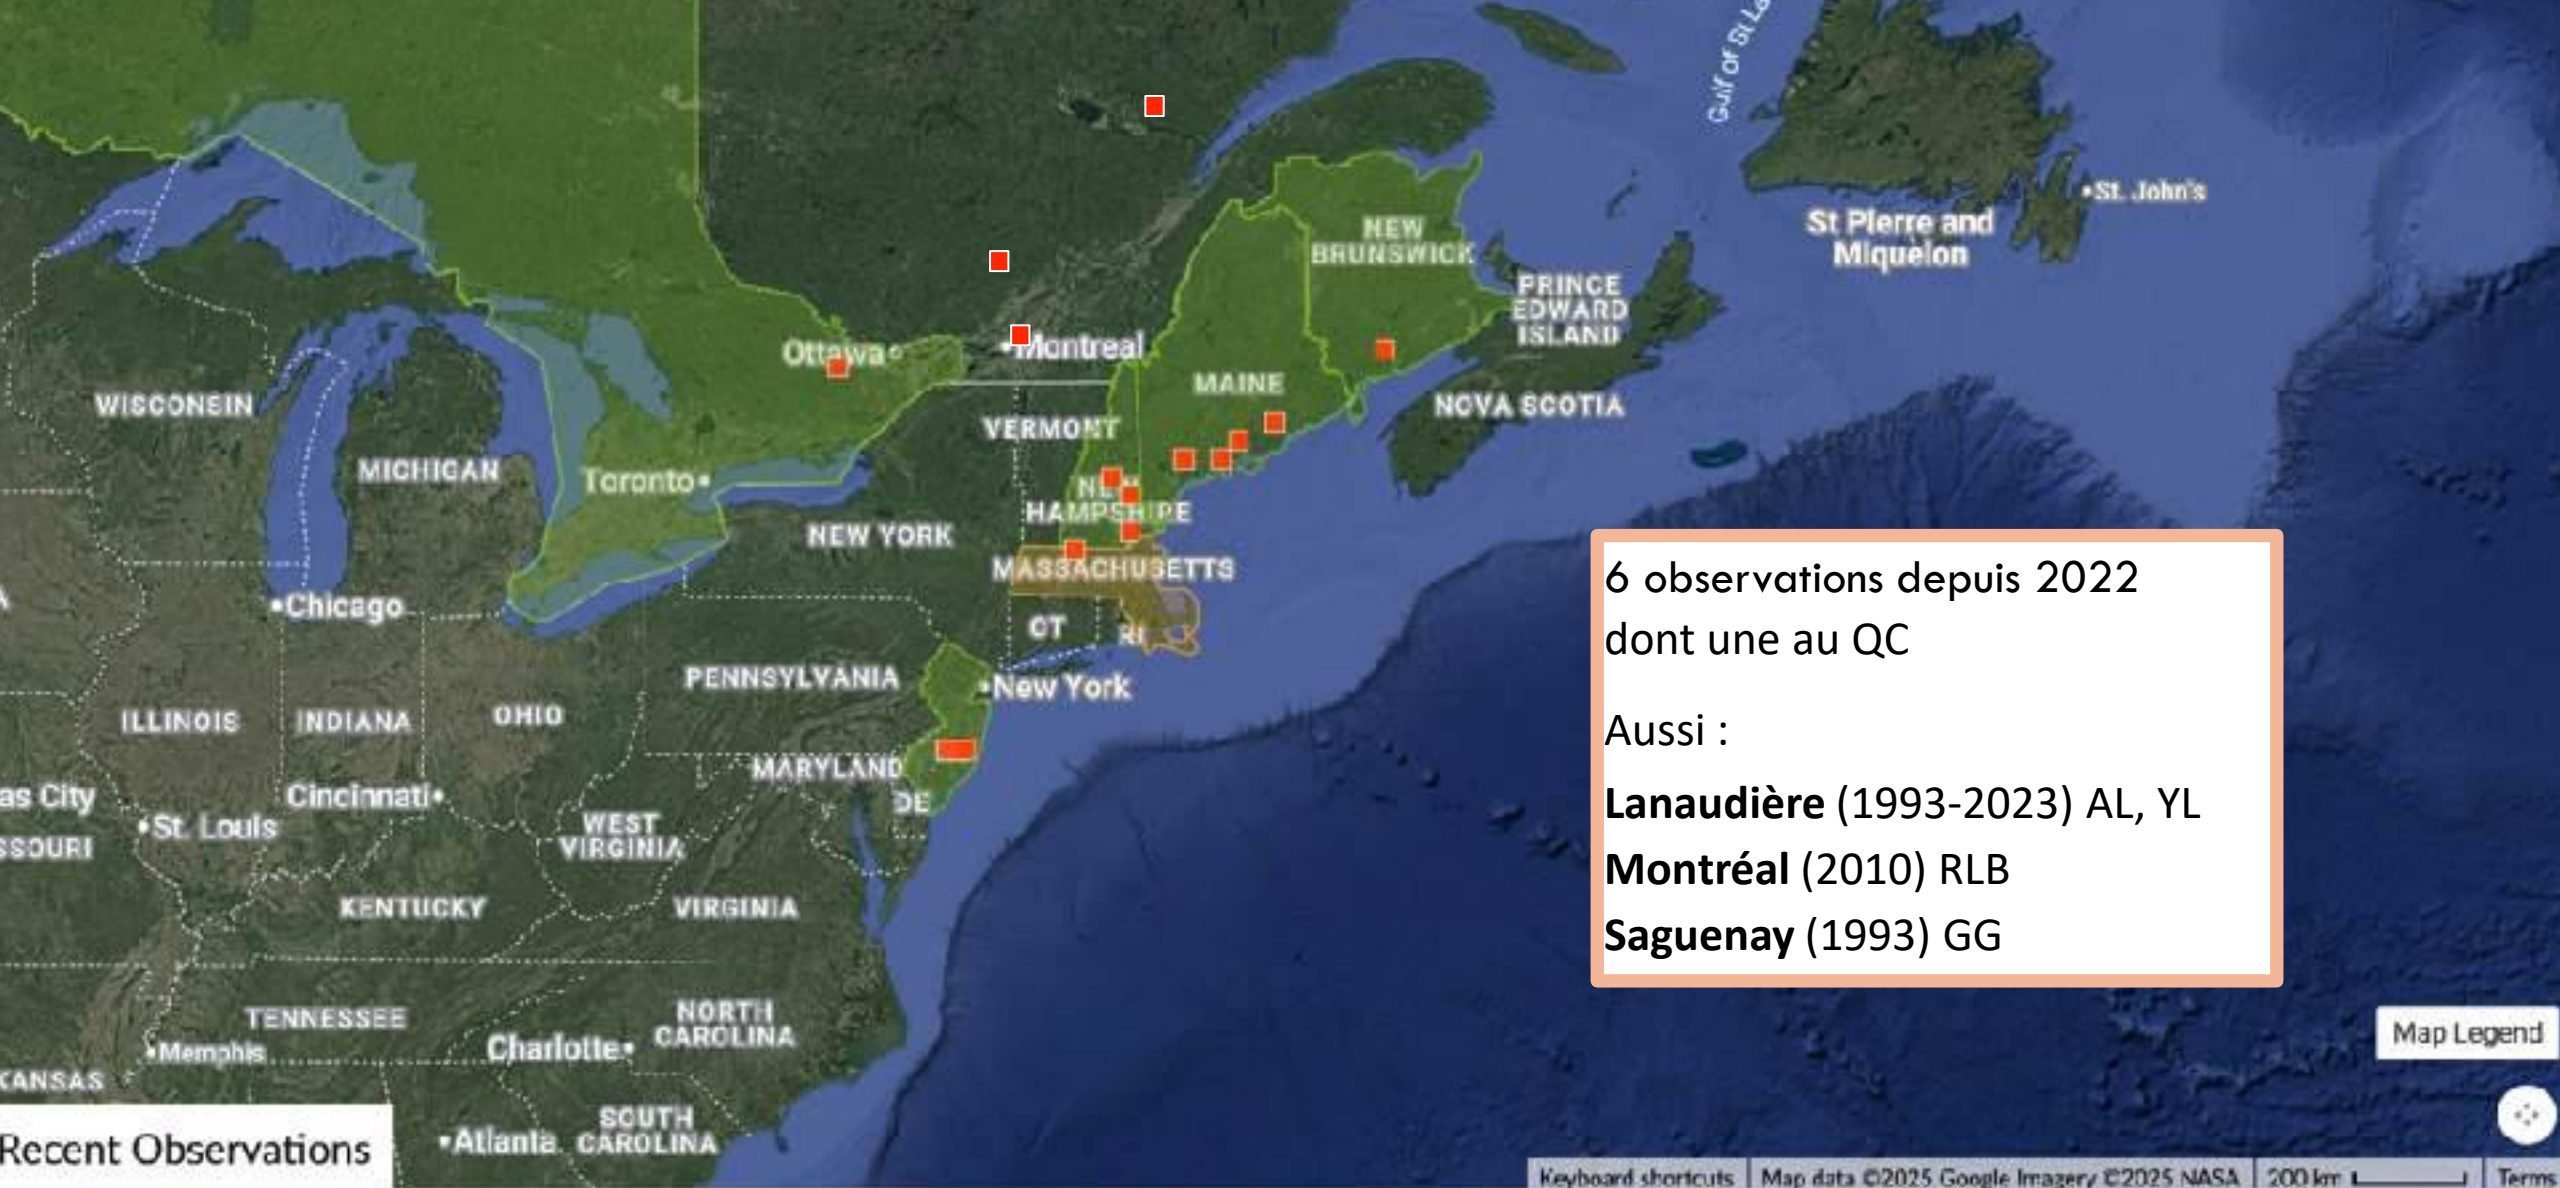 Gulf of St La
St. John's
St Pierre and
Miquelon
NEW
BRUNSWICK
PRINCE
EDWARD
ISLAND
Ottawa
Montreal
MAINE
NOVA SCOTIA
WISCONSIN
VERMONT
MICHIGAN
Toronto
NEW
HAMPSHIRE
NEW YORK
MASSACHUSETTS
Chicago
CT
RI
PENNSYLVANIA
New York
ILLINOIS
INDIANA
OHIO
MARYLAND
DE
as City
Cincinnati
St. Louis
WEST
VIRGINIA
SSOURI
KENTUCKY
VIRGINIA
TENNESSEE
NORTH
CAROLINA
Memphis
Charlotte
KANSAS
SOUTH
CAROLINA
Atlanta
6 observations depuis 2022
dont une au QC
Aussi :
Lanaudière (1993-2023) AL, YL
Montréal (2010) RLB
Saguenay (1993) GG
Map Legend
Recent Observations
Keyboard shortcuts
Map data ©2025 Google Imagery ©2025 NASA
200 km
Terms